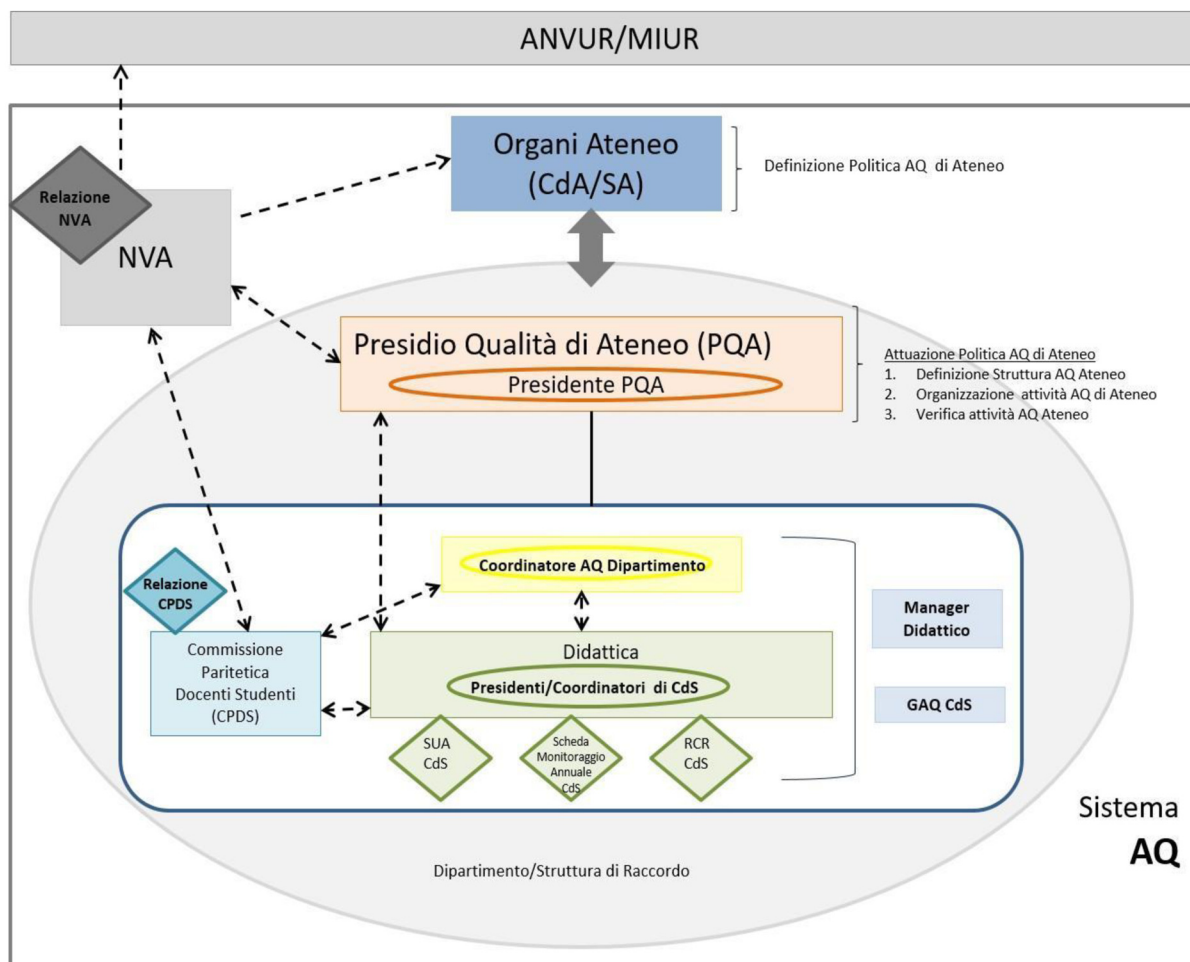 ANVUR/MIUR
Organi Ateneo
(CdA/SA)
Definizione Politica AQ di Ateneo
Relazione
NVA
NVA
Presidio Qualità di Ateneo (PQA)
Presidente PQA
Attuazione Politica AQ di Ateneo
1. Definizione Struttura AQ Ateneo
2. Organizzazione attività AQ di Ateneo
3. Verifica attività AQ Ateneo
Coordinatore AQ Dipartimento
Relazione
CPDS
Commissione
Paritetica
Docenti Studenti
(CPDS)
Didattica
Presidenti/Coordinatori di CdS
SUA
CdS
Scheda
Monitoraggio
Annuale
CdS
RCR
CdS
Manager
Didattico
GAQ CdS
Sistema
AQ
Dipartimento/Struttura di Raccordo